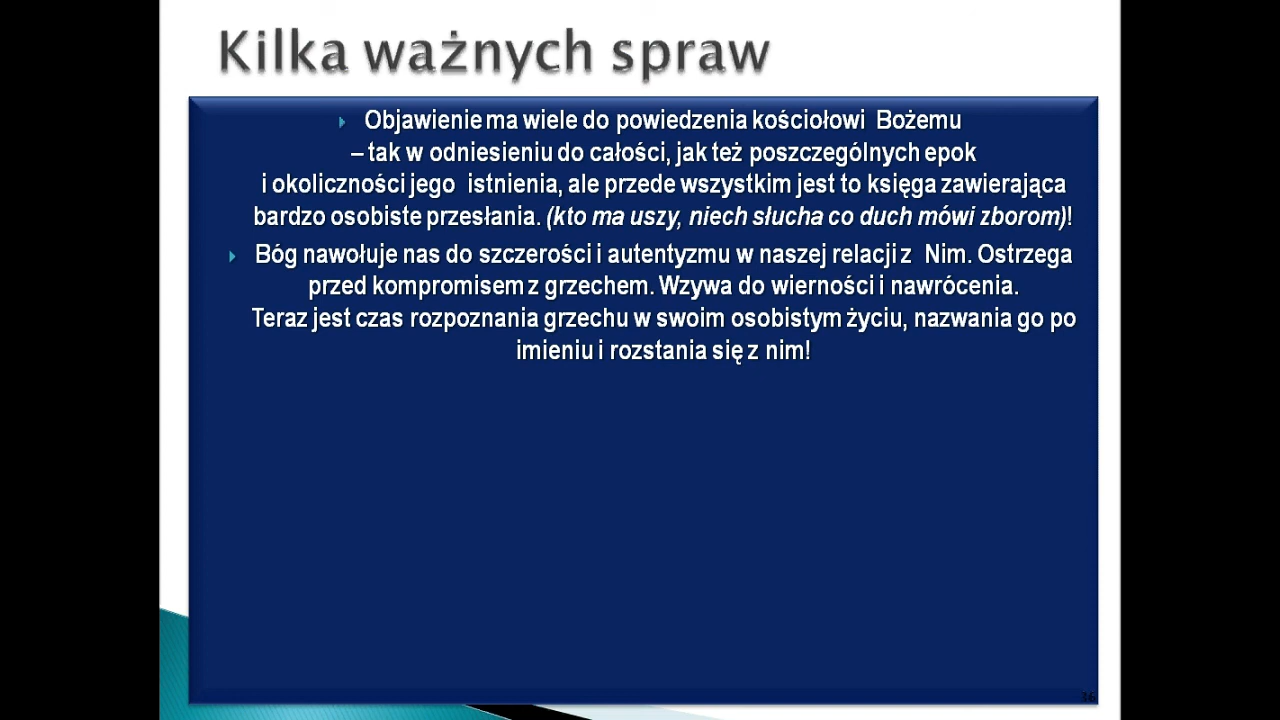 Kilka ważnych spraw
Objawienie ma wiele do powiedzenia kościołowi Bożemu
– tak w odniesieniu do całości, jak też poszczególnych epok
i okoliczności jego istnienia, ale przede wszystkim jest to księga zawierająca
bardzo osobiste przesłania. (kto ma uszy, niech słucha co duch mówi zborom)!
Bóg nawołuje nas do szczerości i autentyzmu w naszej relacji z Nim. Ostrzega
przed kompromisem z grzechem. Wzywa do wierności i nawrócenia.
Teraz jest czas rozpoznania grzechu w swoim osobistym życiu, nazwania go po
imieniu i rozstania się z nim!